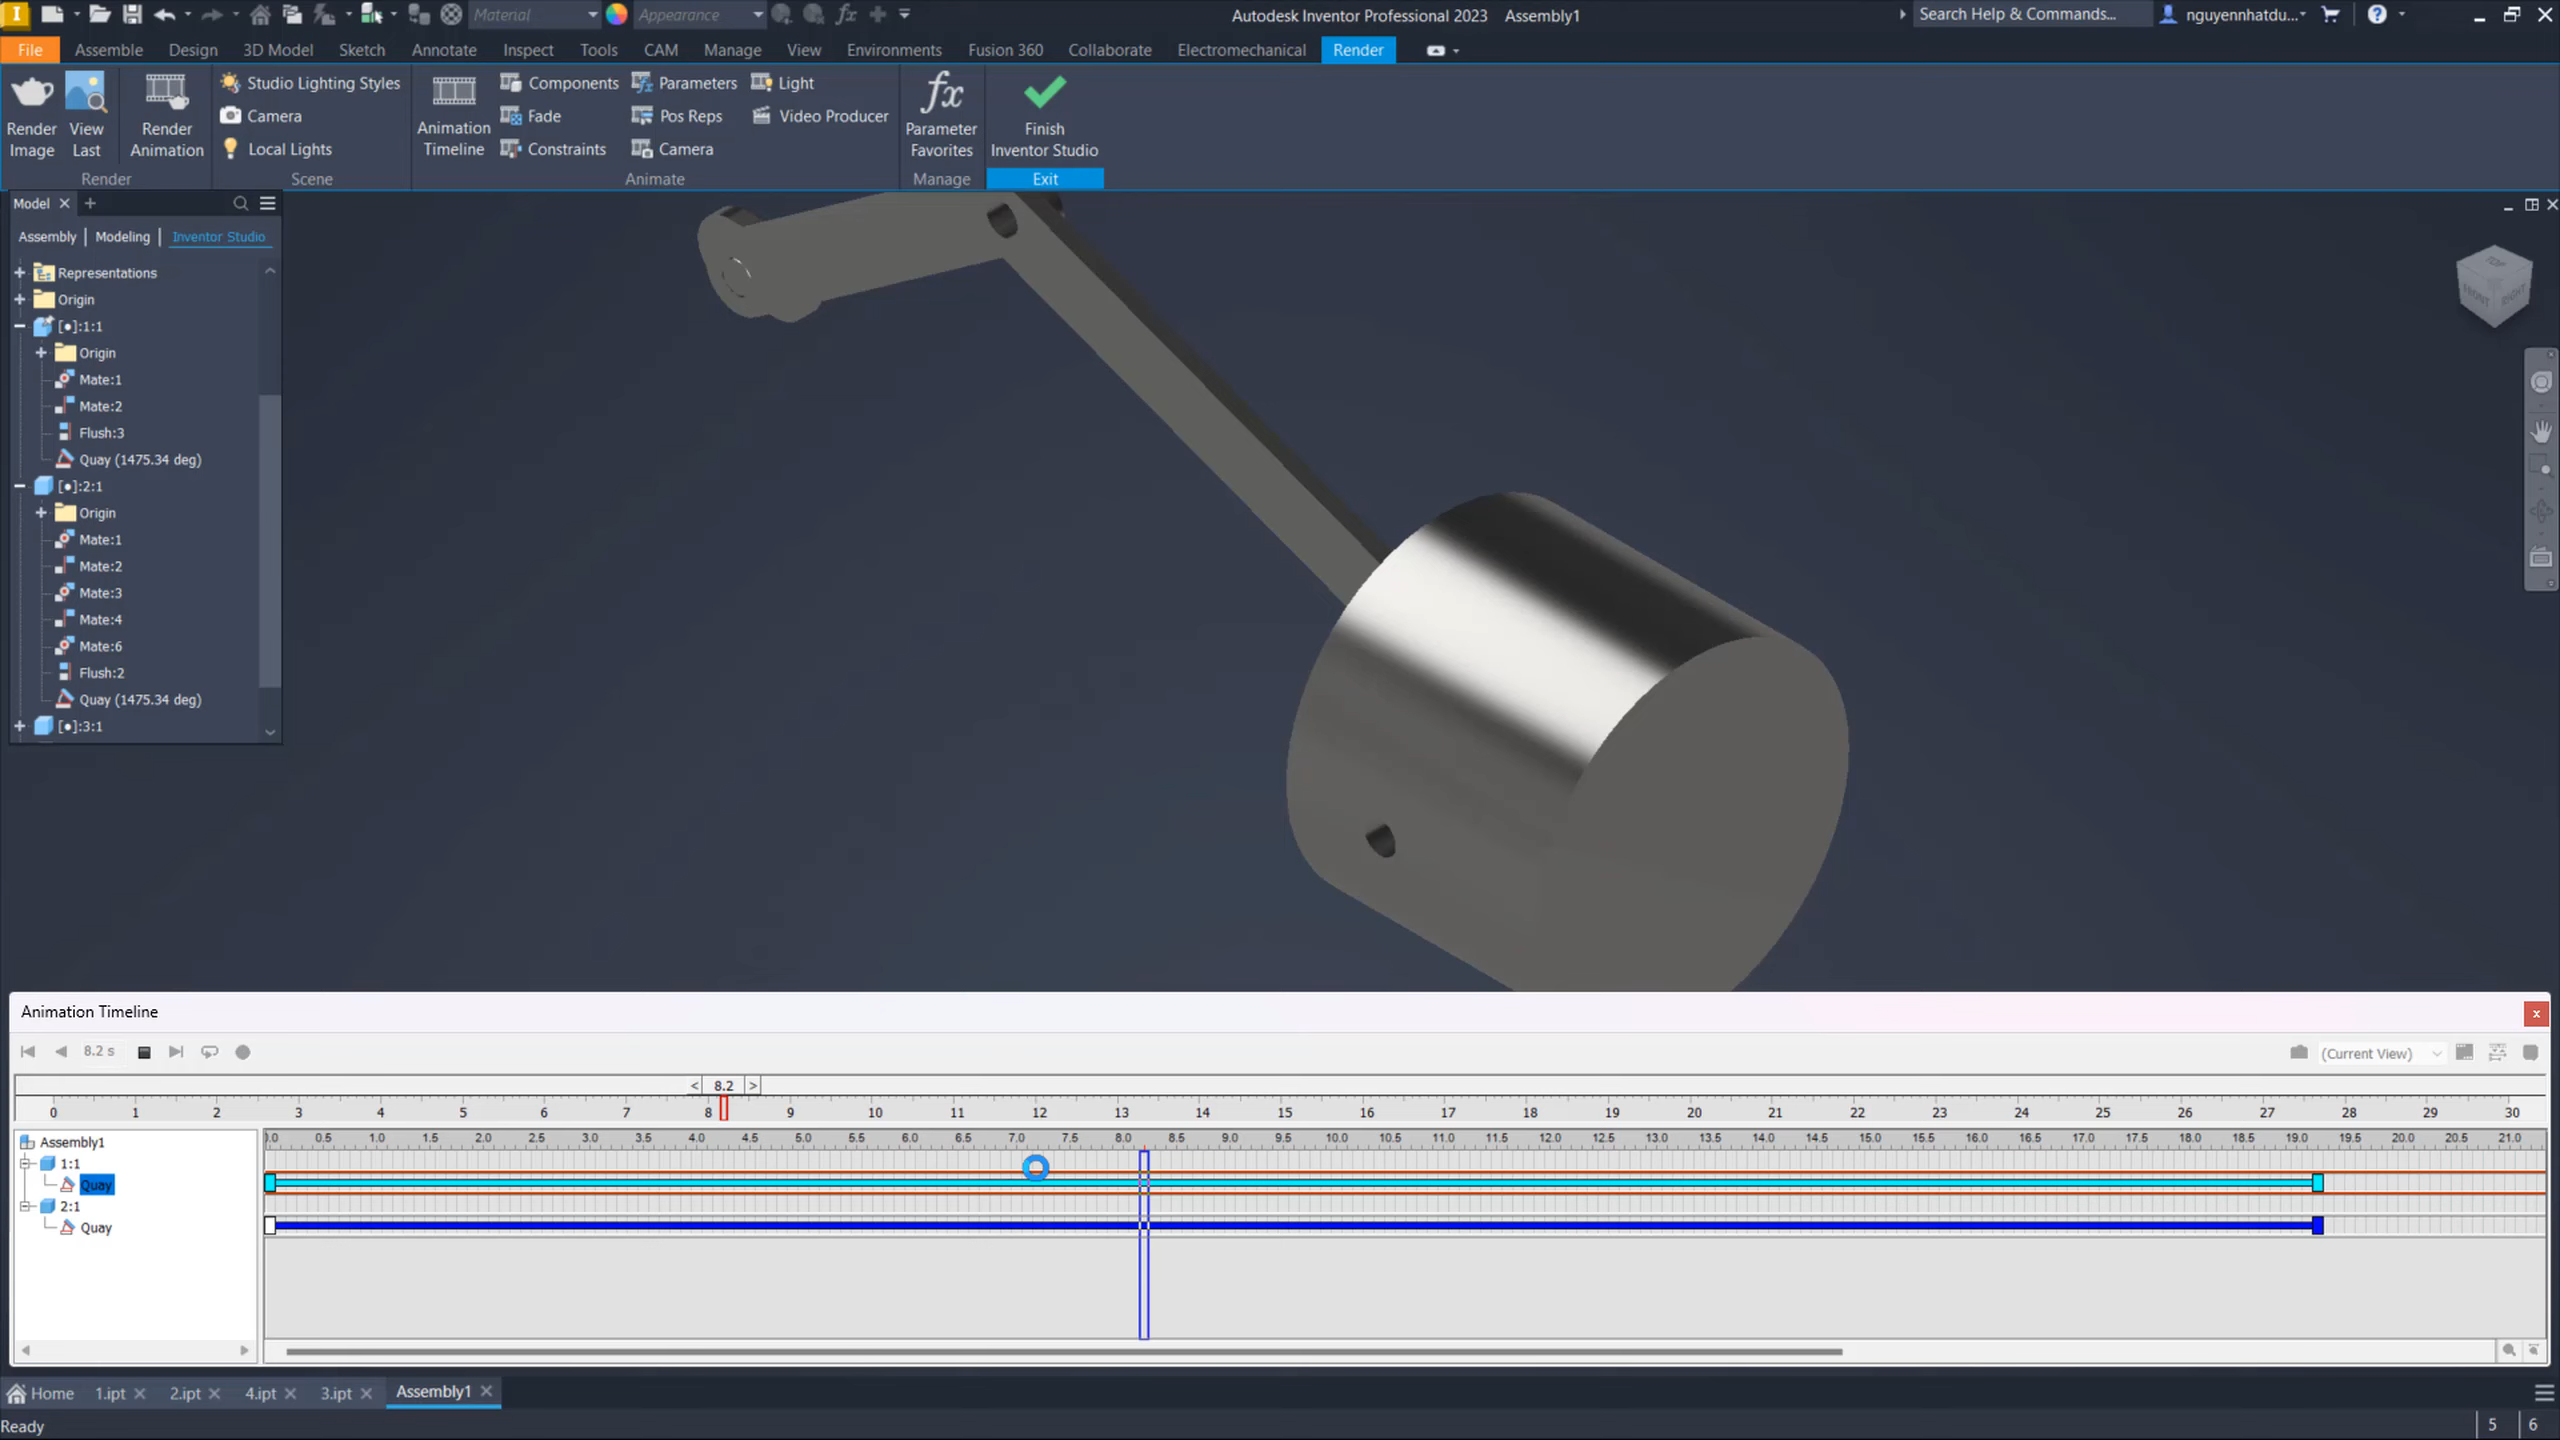 Material
Appearance
fx
Autodesk Inventor Professional 2023 Assembly1
Search Help & Commands...
nguyennhatdu...
File Assemble Design 3D Model Sketch Annotate Inspect Tools CAM Manage View Environments Fusion 360 Collaborate Electromechanical Render
Render Image
View Last
Render Animation
Render
Studio Lighting Styles
Camera
Local Lights
Scene
Animation Timeline
Components
Fade
Constraints
Parameters
Pos Reps
Camera
Light
Video Producer
Animate
fx
Parameter Favorites
Manage
Finish Inventor Studio
Exit
Model
Assembly | Modeling | Inventor Studio
Representations
Origin
[•]:1:1
Origin
Mate:1
Mate:2
Flush:3
Quay (1475.34 deg)
[•]:2:1
Origin
Mate:1
Mate:2
Mate:3
Mate:4
Mate:6
Flush:2
Quay (1475.34 deg)
[•]:3:1
TOP
FRONT
RIGHT
Animation Timeline
8.2 s
(Current View)
< 8.2 >
0 1 2 3 4 5 6 7 8 9 10 11 12 13 14 15 16 17 18 19 20 21 22 23 24 25 26 27 28 29 30
0.0 0.5 1.0 1.5 2.0 2.5 3.0 3.5 4.0 4.5 5.0 5.5 6.0 6.5 7.0 7.5 8.0 8.5 9.0 9.5 10.0 10.5 11.0 11.5 12.0 12.5 13.0 13.5 14.0 14.5 15.0 15.5 16.0 16.5 17.0 17.5 18.0 18.5 19.0 19.5 20.0 20.5 21.0
Assembly1
1:1
Quay
2:1
Quay
Home 1.ipt 2.ipt 4.ipt 3.ipt Assembly1
Ready
5 6